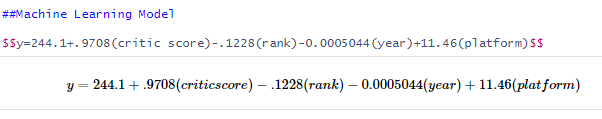 ##Machine Learning Model
$$y=244.1+.9708(critic score)-.1228(rank)-0.0005044(year)+11.46(platform)$$
y = 244.1 + .9708(criticscore) − .1228(rank) − 0.0005044(year) + 11.46(platform)